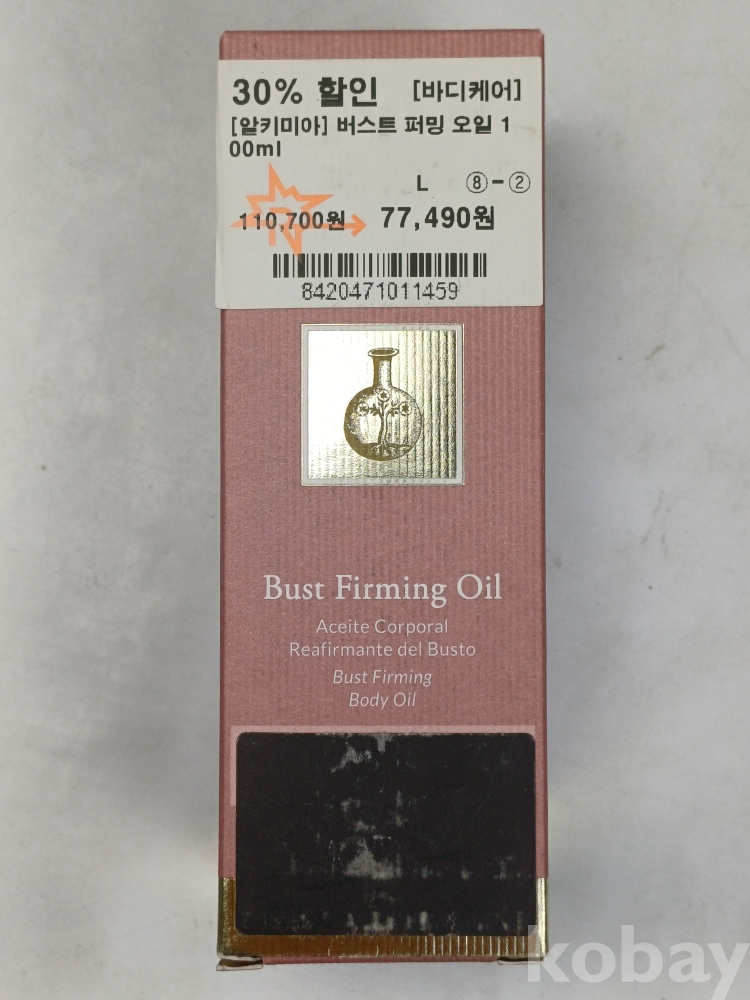 30% 할인 [바디케어]
[알키미아] 버스트 퍼밍 오일 1
00ml
L ⑧-②
110,700원 77,490원
8420471011459
Bust Firming Oil
Aceite Corporal
Reafirmante del Busto
Bust Firming
Body Oil
kobay